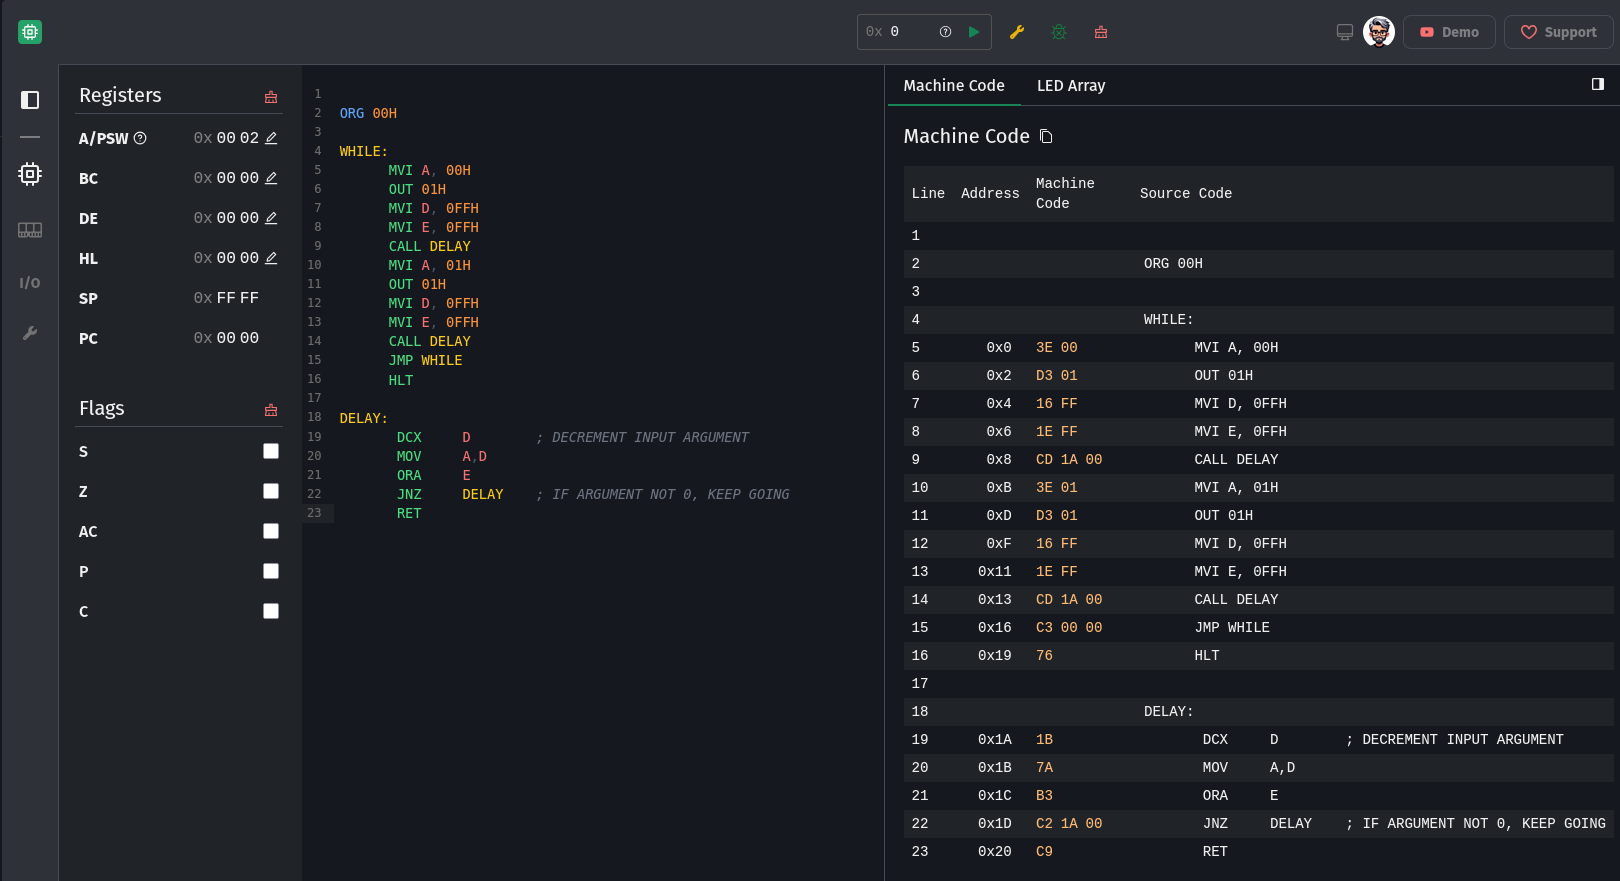 0x 0
Demo
Support
I/O
Registers
A/PSW 0x 00 02
BC 0x 00 00
DE 0x 00 00
HL 0x 00 00
SP 0x FF FF
PC 0x 00 00
Flags
S
Z
AC
P
C
1
2 ORG 00H
3
4 WHILE:
5 MVI A, 00H
6 OUT 01H
7 MVI D, 0FFH
8 MVI E, 0FFH
9 CALL DELAY
10 MVI A, 01H
11 OUT 01H
12 MVI D, 0FFH
13 MVI E, 0FFH
14 CALL DELAY
15 JMP WHILE
16 HLT
17
18 DELAY:
19 DCX D ; DECREMENT INPUT ARGUMENT
20 MOV A,D
21 ORA E
22 JNZ DELAY ; IF ARGUMENT NOT 0, KEEP GOING
23 RET
Machine Code LED Array
Machine Code
Line Address Machine Code Source Code
1
2 ORG 00H
3
4 WHILE:
5 0x0 3E 00 MVI A, 00H
6 0x2 D3 01 OUT 01H
7 0x4 16 FF MVI D, 0FFH
8 0x6 1E FF MVI E, 0FFH
9 0x8 CD 1A 00 CALL DELAY
10 0xB 3E 01 MVI A, 01H
11 0xD D3 01 OUT 01H
12 0xF 16 FF MVI D, 0FFH
13 0x11 1E FF MVI E, 0FFH
14 0x13 CD 1A 00 CALL DELAY
15 0x16 C3 00 00 JMP WHILE
16 0x19 76 HLT
17
18 DELAY:
19 0x1A 1B DCX D ; DECREMENT INPUT ARGUMENT
20 0x1B 7A MOV A,D
21 0x1C B3 ORA E
22 0x1D C2 1A 00 JNZ DELAY ; IF ARGUMENT NOT 0, KEEP GOING
23 0x20 C9 RET